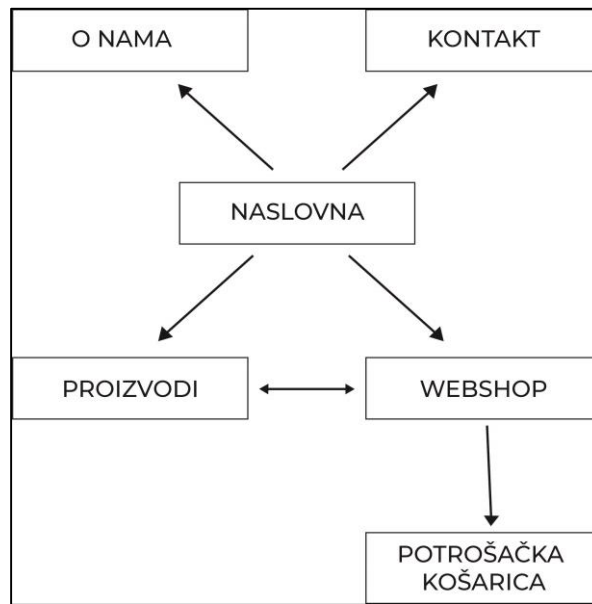 O NAMA
KONTAKT
NASLOVNA
PROIZVODI
WEBSHOP
POTROŠAČKA
KOŠARICA